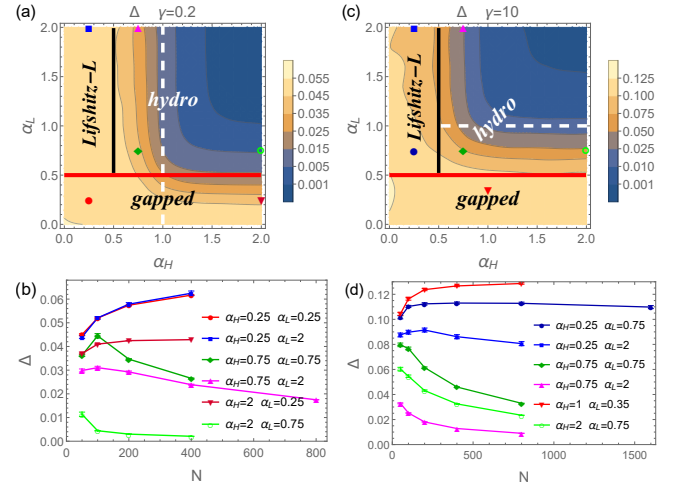 (a) Δ γ=0.2
2.0
1.5
1.0
0.5
0.0
α_L
Lifshitz-L
hydro
gapped
0.0 0.5 1.0 1.5 2.0
α_H
0.055
0.045
0.035
0.025
0.015
0.001
(c) Δ γ=10
2.0
1.5
1.0
0.5
0.0
α_L
Lifshitz-L
hydro
gapped
0.0 0.5 1.0 1.5 2.0
α_H
0.125
0.100
0.075
0.050
0.025
0.010
0.001
(b)
0.06
0.05
0.04
0.03
0.02
0.01
0.00
Δ
α_H=0.25 α_L=0.25
α_H=0.25 α_L=2
α_H=0.75 α_L=0.75
α_H=0.75 α_L=2
α_H=2 α_L=0.25
α_H=2 α_L=0.75
0 200 400 600 800
N
(d)
0.12
0.10
0.08
0.06
0.04
0.02
0.00
Δ
α_H=0.25 α_L=0.75
α_H=0.25 α_L=2
α_H=0.75 α_L=0.75
α_H=0.75 α_L=2
α_H=1 α_L=0.35
α_H=2 α_L=0.75
0 500 1000 1500
N